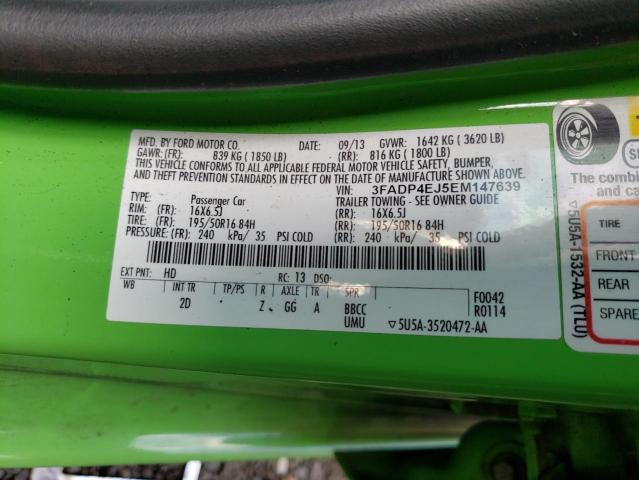 MFD. BY FORD MOTOR CO. DATE: 09/13 GVWR: 1642 KG (3620 LB)
GAWR: (FR): 839 KG (1850 LB) (RR): 816 KG (1800 LB)
THIS VEHICLE CONFORMS TO ALL APPLICABLE FEDERAL MOTOR VEHICLE SAFETY, BUMPER,
AND THEFT PREVENTION STANDARDS IN EFFECT ON THE DATE OF MANUFACTURE SHOWN ABOVE.
VIN: 3FADP4EJ5EM147639
TYPE: Passenger Car TRAILER TOWING - SEE OWNER GUIDE
RIM: (FR): 16X6.5J (RR): 16X6.5J
TIRE: (FR): 195/50R16 84H (RR): 195/50R16 84H
PRESSURE: (FR): 240 kPa/ 35 PSI COLD (RR): 240 kPa/ 35 PSI COLD
EXT PNT: HD RC: 13 DSO:
WB INT TR TP/PS R AXLE TR SPR F0042
2D Z GG A BBCC R0114
UMU ▽5U5A-3520472-AA
The combin
and ca
TIRE
FRONT
REAR
SPARE
▽5U5A-1532-AA (TLU)